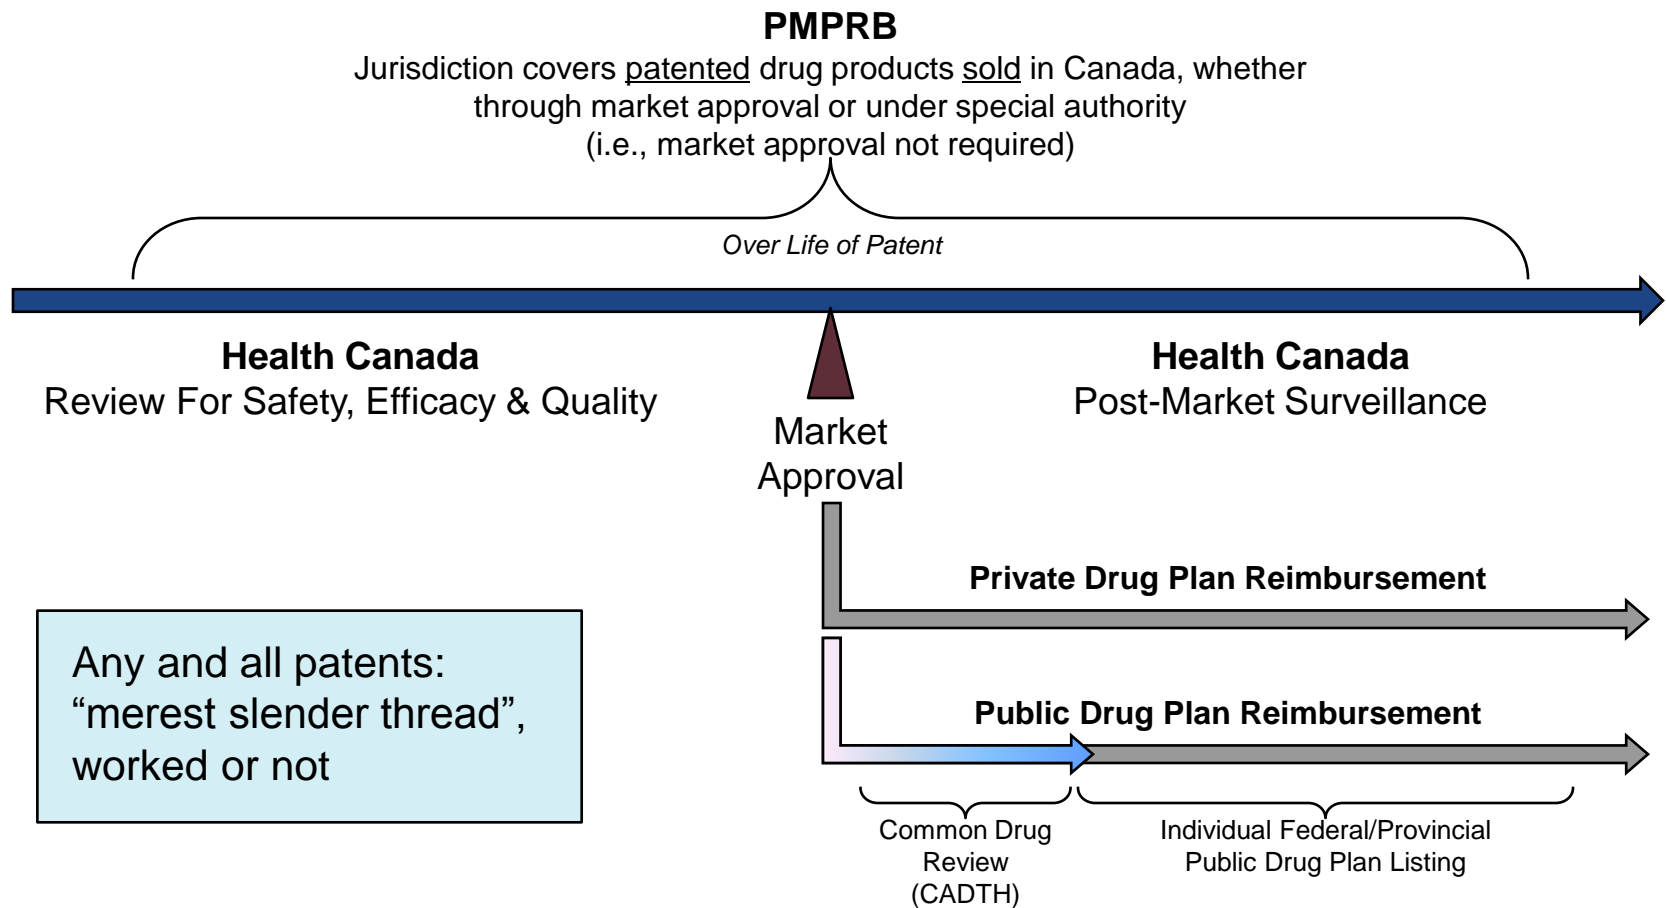 PMPRB
Jurisdiction covers patented drug products sold in Canada, whether
through market approval or under special authority
(i.e., market approval not required)
Over Life of Patent
Health Canada
Review For Safety, Efficacy & Quality
Health Canada
Post-Market Surveillance
Market
Approval
Private Drug Plan Reimbursement
Any and all patents:
“merest slender thread”,
worked or not
Public Drug Plan Reimbursement
Common Drug
Review
(CADTH)
Individual Federal/Provincial
Public Drug Plan Listing